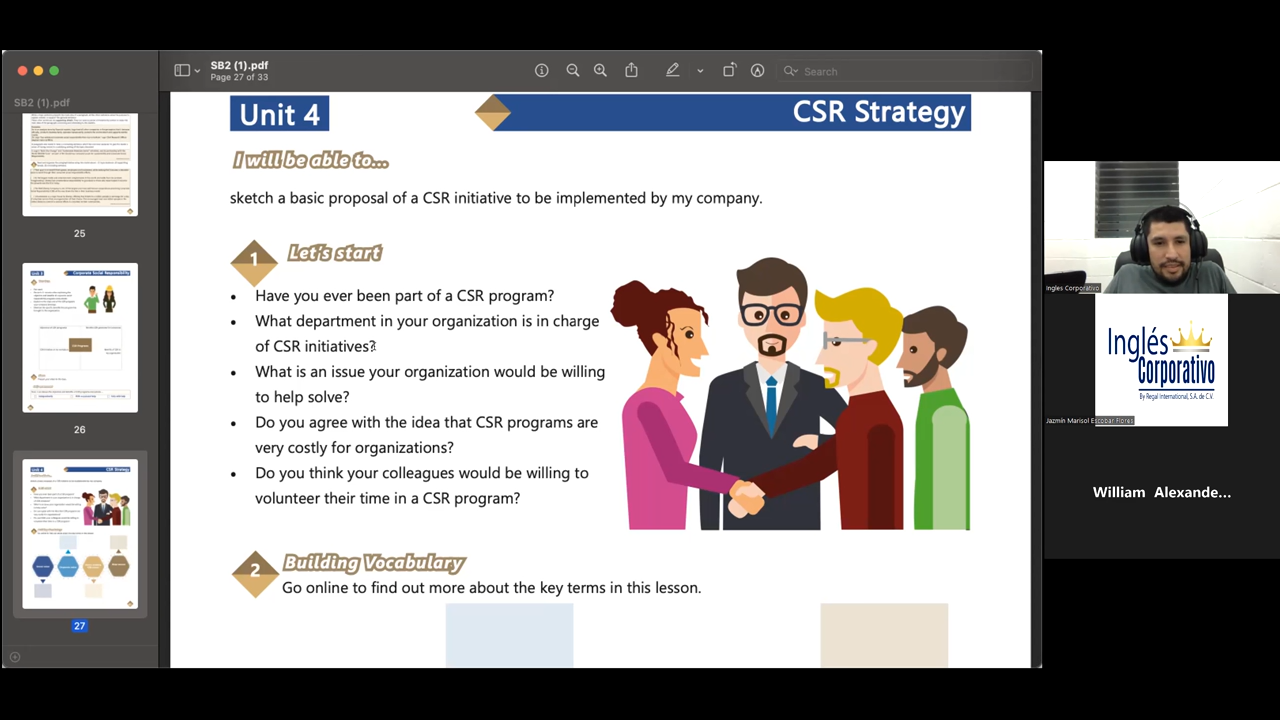 SB2 (1).pdf
Page 27 of 33
Search
SB2 (1).pdf
25
26
27
Unit 4
CSR Strategy
I will be able to...
sketch a basic proposal of a CSR initiative to be implemented by my company.
1
Let's start
• Have you ever been part of a CSR program?
• What department in your organization is in charge
of CSR initiatives?
• What is an issue your organization would be willing
to help solve?
• Do you agree with the idea that CSR programs are
very costly for organizations?
• Do you think your colleagues would be willing to
volunteer their time in a CSR program?
2
Building Vocabulary
Go online to find out more about the key terms in this lesson.
Ingles Corporativo
Inglés
Corporativo
By Regal International, S.A. de C.V.
Jazmín Marisol Escobar Flores
William Alexande...